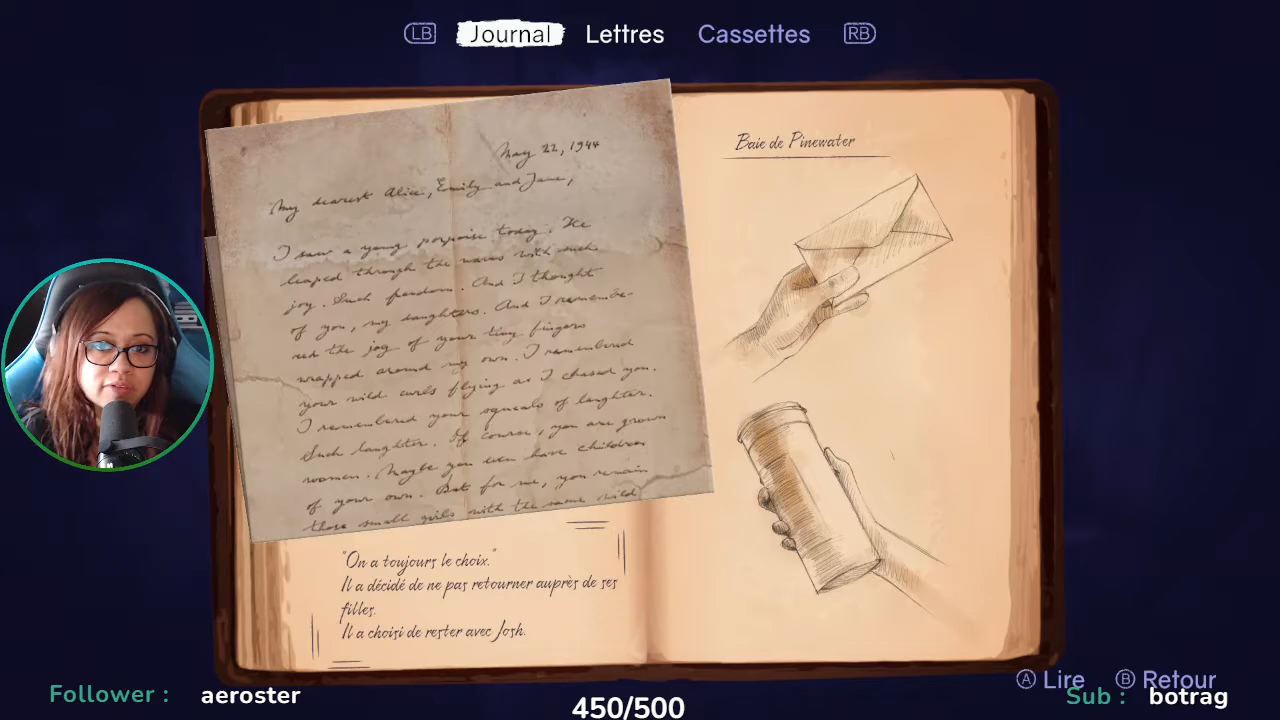 LB Journal Lettres Cassettes RB
May 22, 1944
My dearest Alice, Emily and Jane,
I saw a young porpoise today. He
leaped through the waves with such
joy. Such freedom. And I thought
of you, my daughters. And I remembe-
red the joy of your tiny fingers
wrapped around my own. I remembered
your wild curls flying as I chased you.
I remembered your squeals of laughter.
Such laughter. Of course, you are grown
women. Maybe you even have children
of your own. But for me, you remain
those small girls with the same wild
"On a toujours le choix."
Il a décidé de ne pas retourner auprès de ses
filles.
Il a choisi de rester avec Josh.
Baie de Pinewater
A Lire B Retour
Follower : aeroster
450/500
Sub : botrag